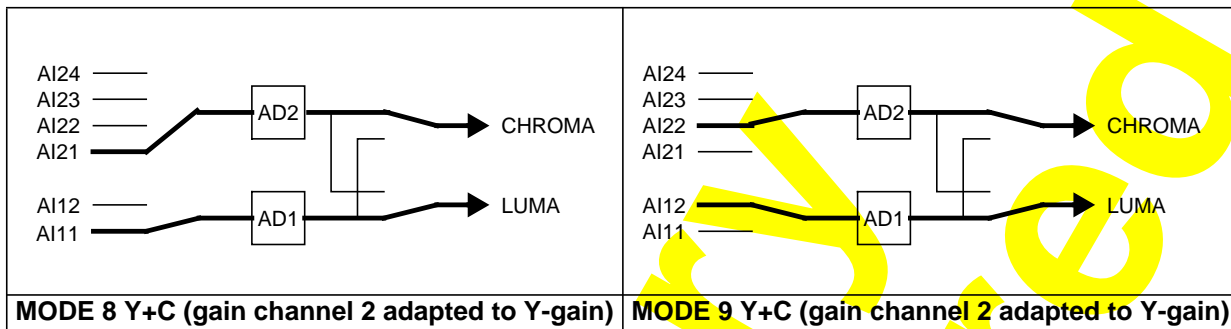 AI24
AI23
AI22
AI21
AI12
AI11
AD2
AD1
CHROMA
LUMA
MODE 8 Y+C (gain channel 2 adapted to Y-gain)
AI24
AI23
AI22
AI21
AI12
AI11
AD2
AD1
CHROMA
LUMA
MODE 9 Y+C (gain channel 2 adapted to Y-gain)